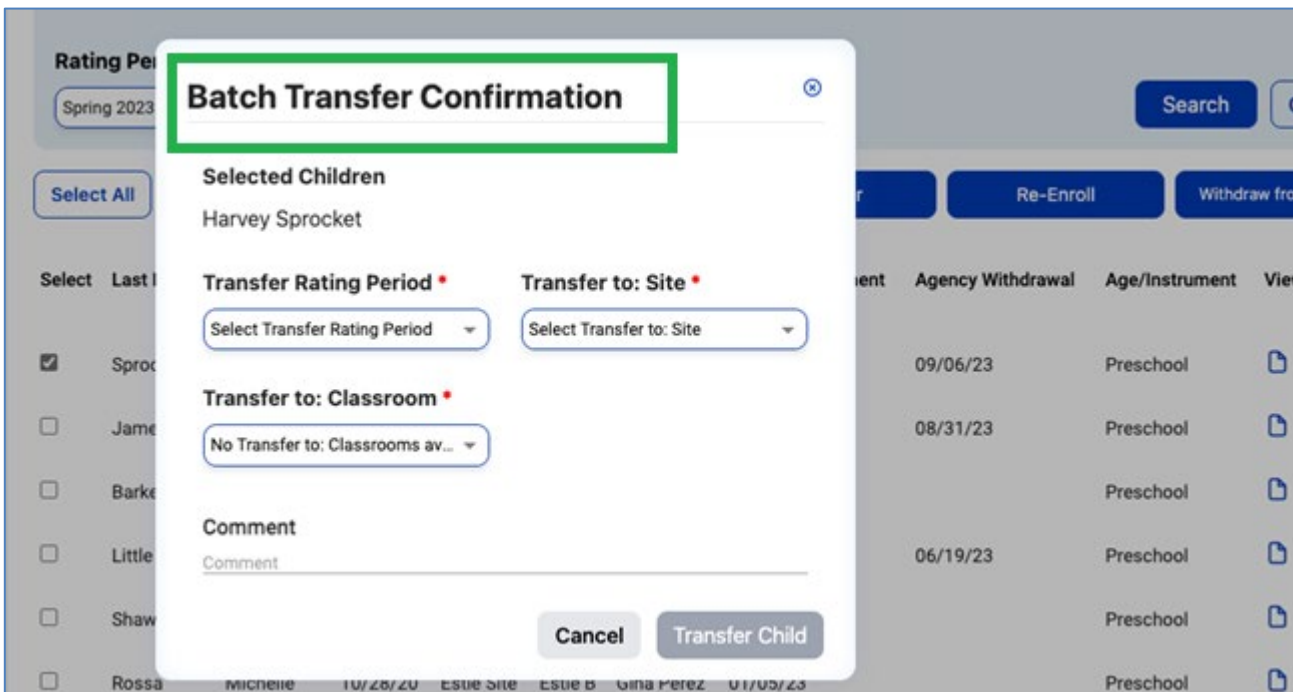 Rating Pe
Batch Transfer Confirmation
Spring 2023
Search
Selected Children
Select All
Harvey Sprocket
Re-Enroll
Withdraw fro
Select Last
Transfer Rating Period * Transfer to: Site *
ent Agency Withdrawal Age/Instrument Vie
Select Transfer Rating Period Select Transfer to: Site
Sproc 09/06/23 Preschool
Transfer to: Classroom *
Jame 08/31/23 Preschool
No Transfer to: Classrooms av...
Barke Preschool
Comment
Little 06/19/23 Preschool
Comment
Shaw Preschool
Cancel Transfer Child
Rossa Michelle 10/28/20 Estie Site Estie B Gina Perez 01/05/23 Preschool